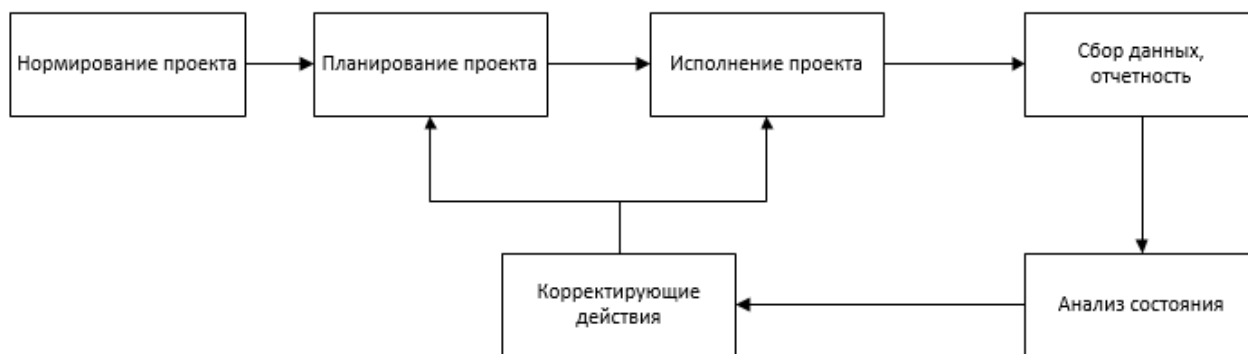 Нормирование проекта
Планирование проекта
Исполнение проекта
Сбор данных,
отчетность
Корректирующие
действия
Анализ состояния